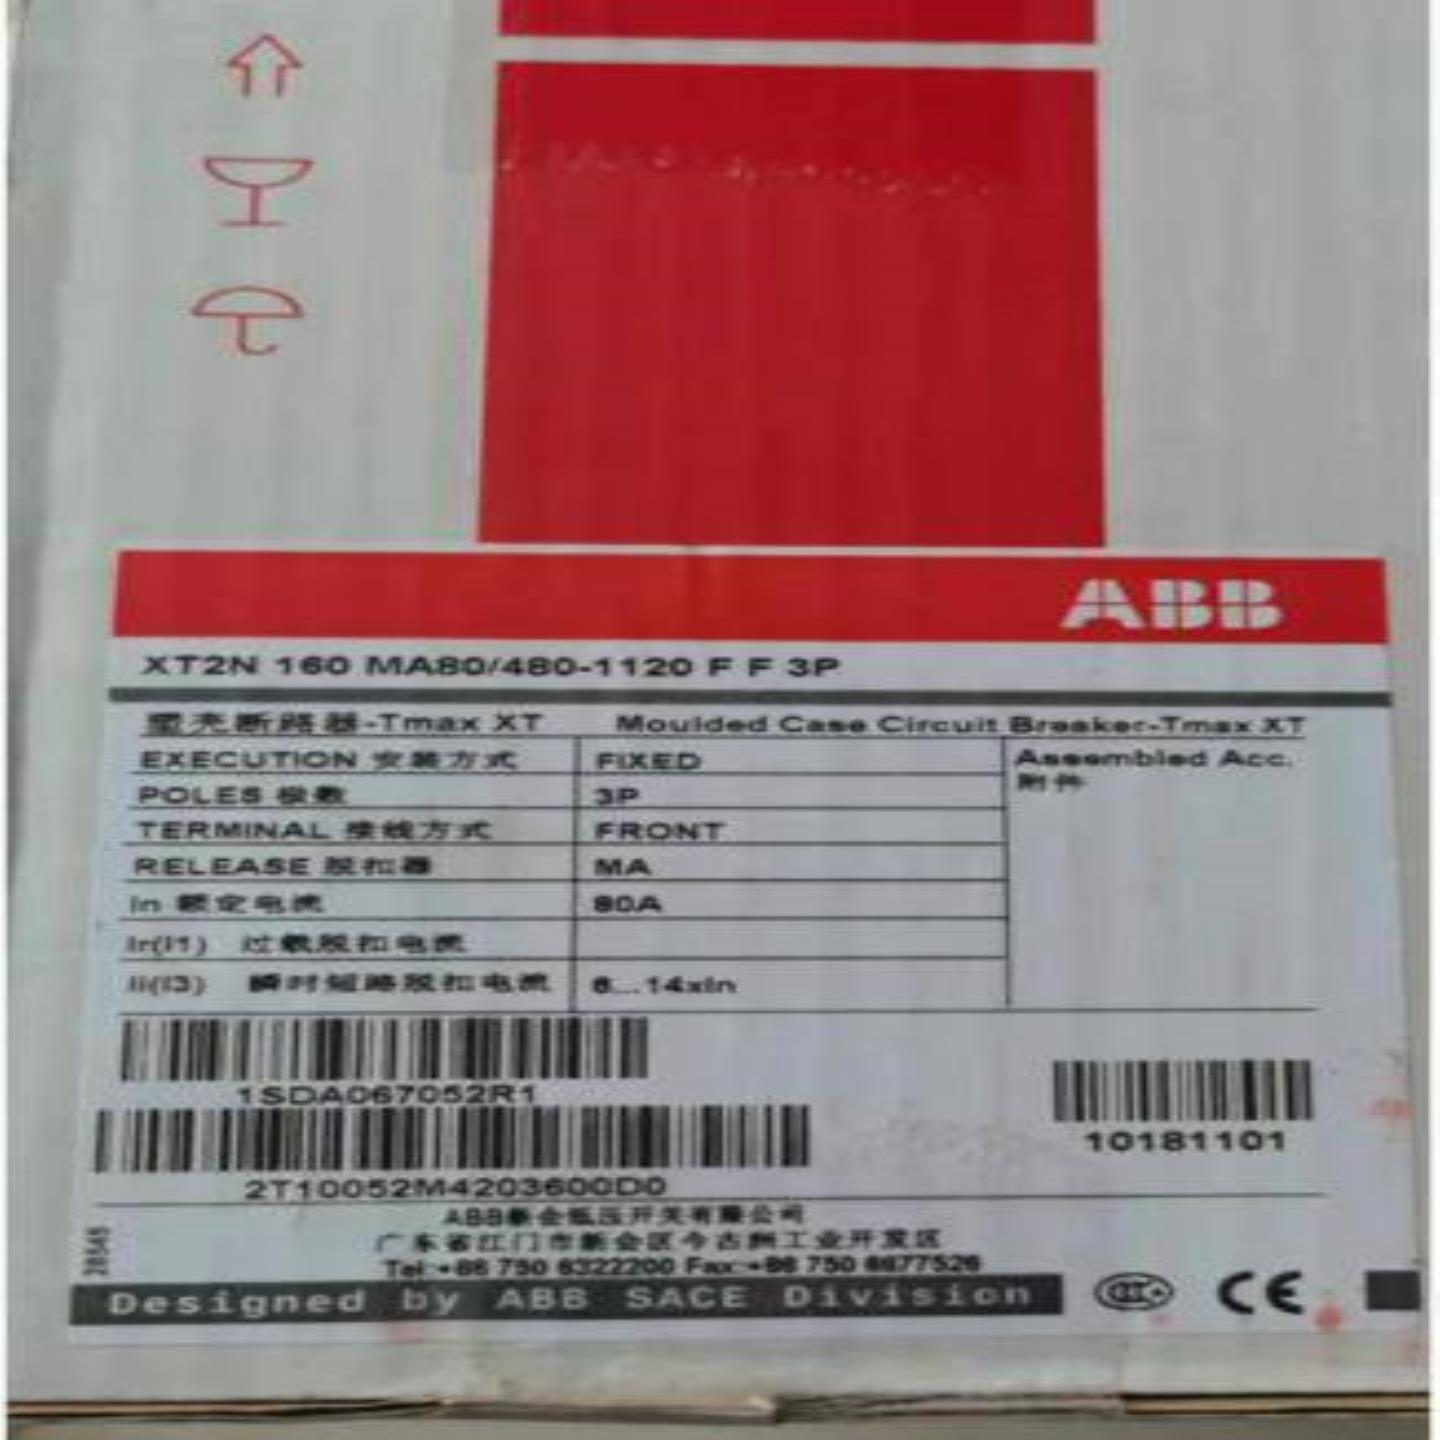 ABB
XT2N 160 MA80/480-1120 F F 3P
塑壳断路器-Tmax XT Moulded Case Circuit Breaker-Tmax XT
EXECUTION 安装方式 FIXED Assembled Acc.
附件
POLES 极数 3P
TERMINAL 接线方式 FRONT
RELEASE 脱扣器 MA
In 额定电流 80A
Ir(I1) 过载脱扣电流
Ii(I3) 瞬时短路脱扣电流 6...14xIn
1SDA067052R1
10181101
2T10052M4203600D0
ABB新会低压开关有限公司
广东省江门市新会区今古洲工业开发区
Tel:+86 750 6322200 Fax:+86 750 6677526
Designed by ABB SACE Division
CCC CE